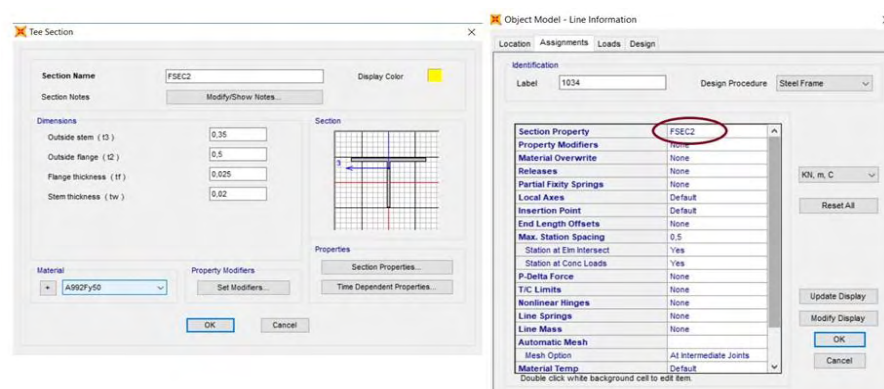 Tee Section
Section Name FSEC2 Display Color
Section Notes Modify/Show Notes...
Dimensions
Outside stem ( t3 ) 0,35
Outside flange ( t2 ) 0,5
Flange thickness ( tf ) 0,025
Stem thickness ( tw ) 0,02
Section
3
Properties
Section Properties...
Time Dependent Properties...
Material
+ A992Fy50
Property Modifiers
Set Modifiers...
OK Cancel
Object Model - Line Information
Location Assignments Loads Design
Identification
Label 1034 Design Procedure Steel Frame
Section Property FSEC2
Property Modifiers None
Material Overwrite None
Releases None
Partial Fixity Springs None
Local Axes Default
Insertion Point Default
End Length Offsets None
Max. Station Spacing 0,5
Station at Elm Intersect Yes
Station at Conc Loads Yes
P-Delta Force None
T/C Limits None
Nonlinear Hinges None
Line Springs None
Line Mass None
Automatic Mesh
Mesh Option At Intermediate Joints
Material Temp Default
Double click white background cell to edit item.
KN, m, C
Reset All
Update Display
Modify Display
OK
Cancel